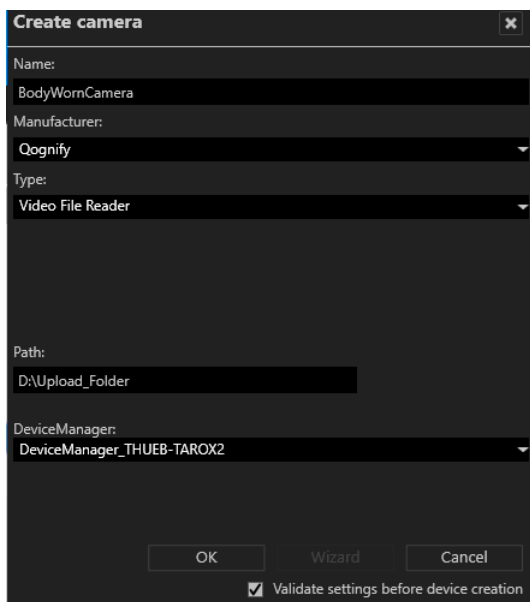 Create camera
Name:
BodyWornCamera
Manufacturer:
Qognify
Type:
Video File Reader
Path:
D:\Upload_Folder
DeviceManager:
DeviceManager_THUEB-TAROX2
OK Wizard Cancel
Validate settings before device creation